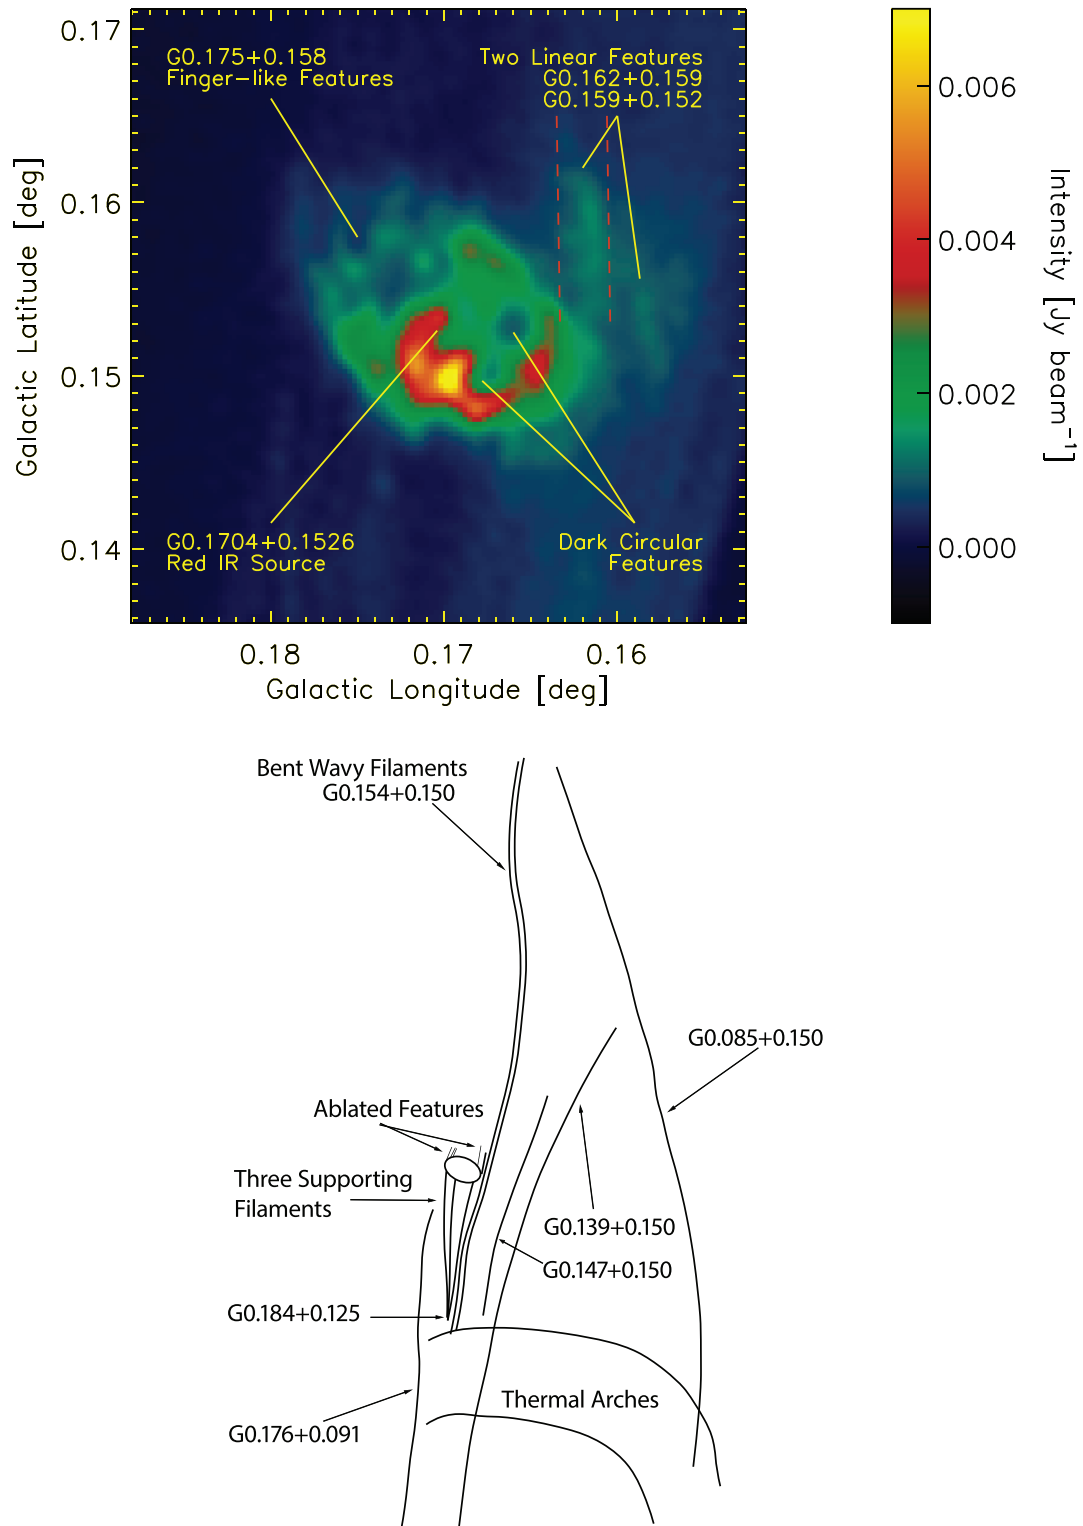 0.17
0.16
0.15
0.14
Galactic Latitude [deg]
G0.175+0.158
Finger-like Features
Two Linear Features
G0.162+0.159
G0.159+0.152
G0.1704+0.1526
Red IR Source
Dark Circular
Features
0.18
0.17
0.16
Galactic Longitude [deg]
0.006
0.004
0.002
0.000
Intensity [Jy beam⁻¹]
Bent Wavy Filaments
G0.154+0.150
G0.085+0.150
Ablated Features
Three Supporting
Filaments
G0.139+0.150
G0.147+0.150
G0.184+0.125
Thermal Arches
G0.176+0.091